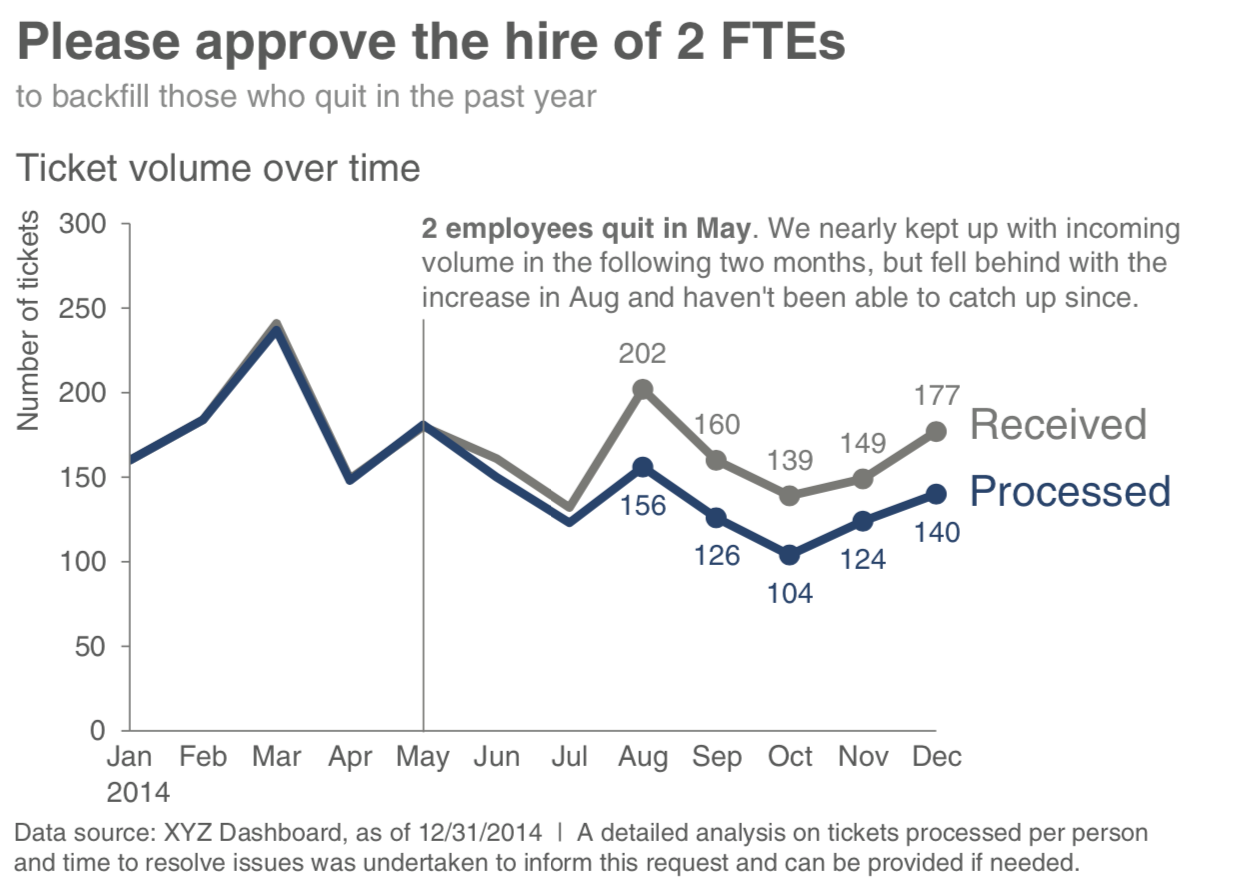 Please approve the hire of 2 FTEs
to backfill those who quit in the past year
Ticket volume over time
Number of tickets
300
250
200
150
100
50
0
2 employees quit in May. We nearly kept up with incoming
volume in the following two months, but fell behind with the
increase in Aug and haven't been able to catch up since.
202
160
139
149
177
Received
156
126
104
124
140
Processed
Jan Feb Mar Apr May Jun Jul Aug Sep Oct Nov Dec
2014
Data source: XYZ Dashboard, as of 12/31/2014 | A detailed analysis on tickets processed per person
and time to resolve issues was undertaken to inform this request and can be provided if needed.